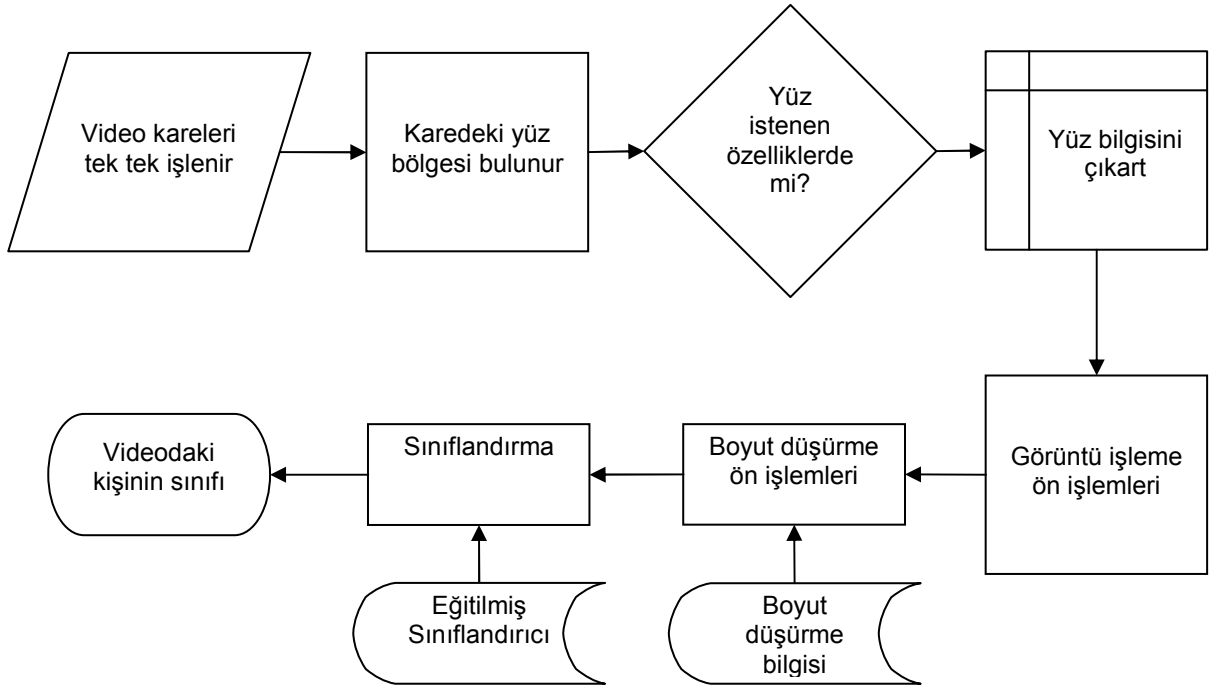 Video kareleri
tek tek işlenir
Karedeki yüz
bölgesi bulunur
Yüz
istenen
özelliklerde
mi?
Yüz bilgisini
çıkart
Görüntü işleme
ön işlemleri
Boyut düşürme
ön işlemleri
Sınıflandırma
Videodaki
kişinin sınıfı
Eğitilmiş
Sınıflandırıcı
Boyut
düşürme
bilgisi